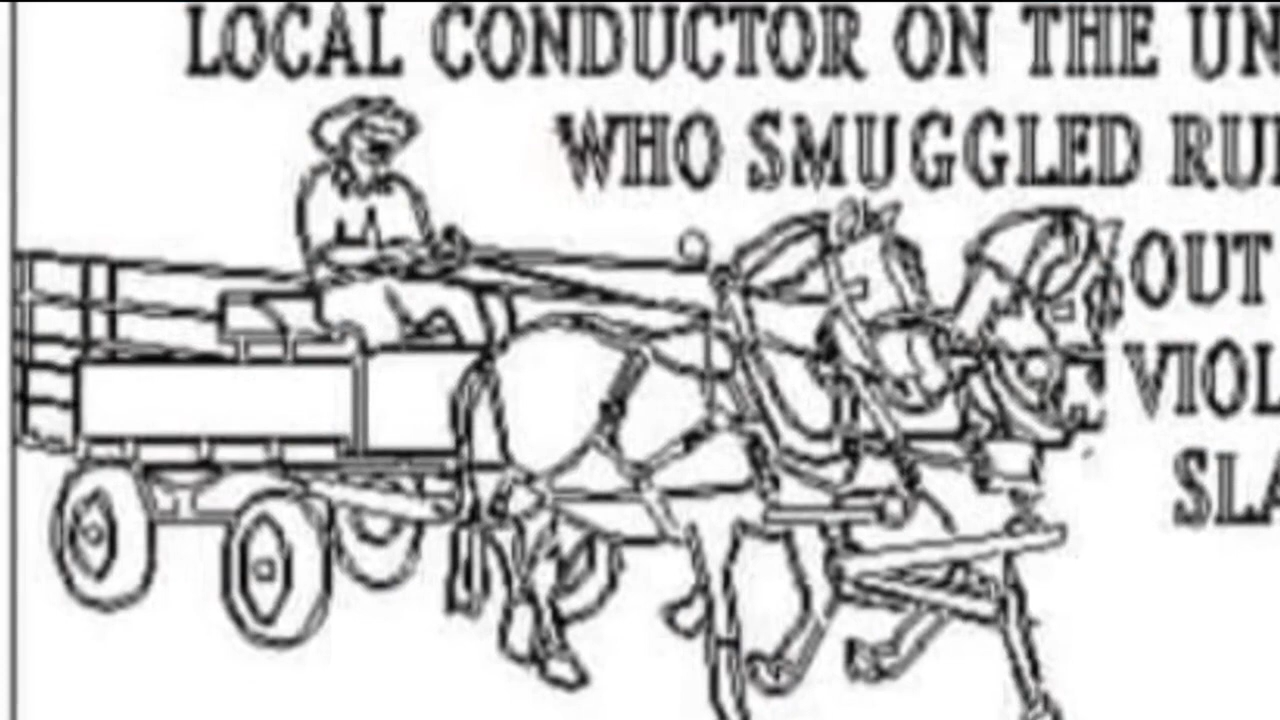 LOCAL CONDUCTOR ON THE UN
WHO SMUGGLED RU
OUT
VIOL
SLA